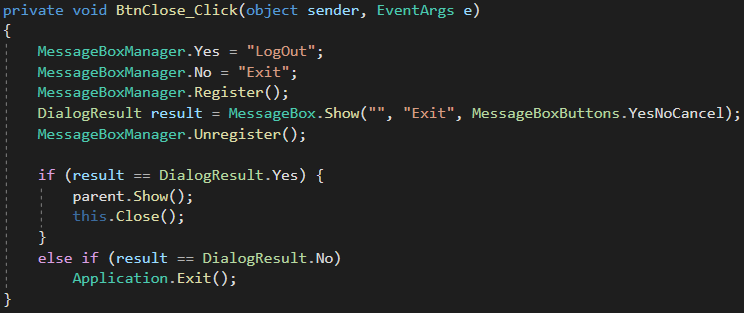 private void BtnClose_Click(object sender, EventArgs e)
{
    MessageBoxManager.Yes = "LogOut";
    MessageBoxManager.No = "Exit";
    MessageBoxManager.Register();
    DialogResult result = MessageBox.Show("", "Exit", MessageBoxButtons.YesNoCancel);
    MessageBoxManager.Unregister();

    if (result == DialogResult.Yes) {
        parent.Show();
        this.Close();
    }
    else if (result == DialogResult.No)
        Application.Exit();
}